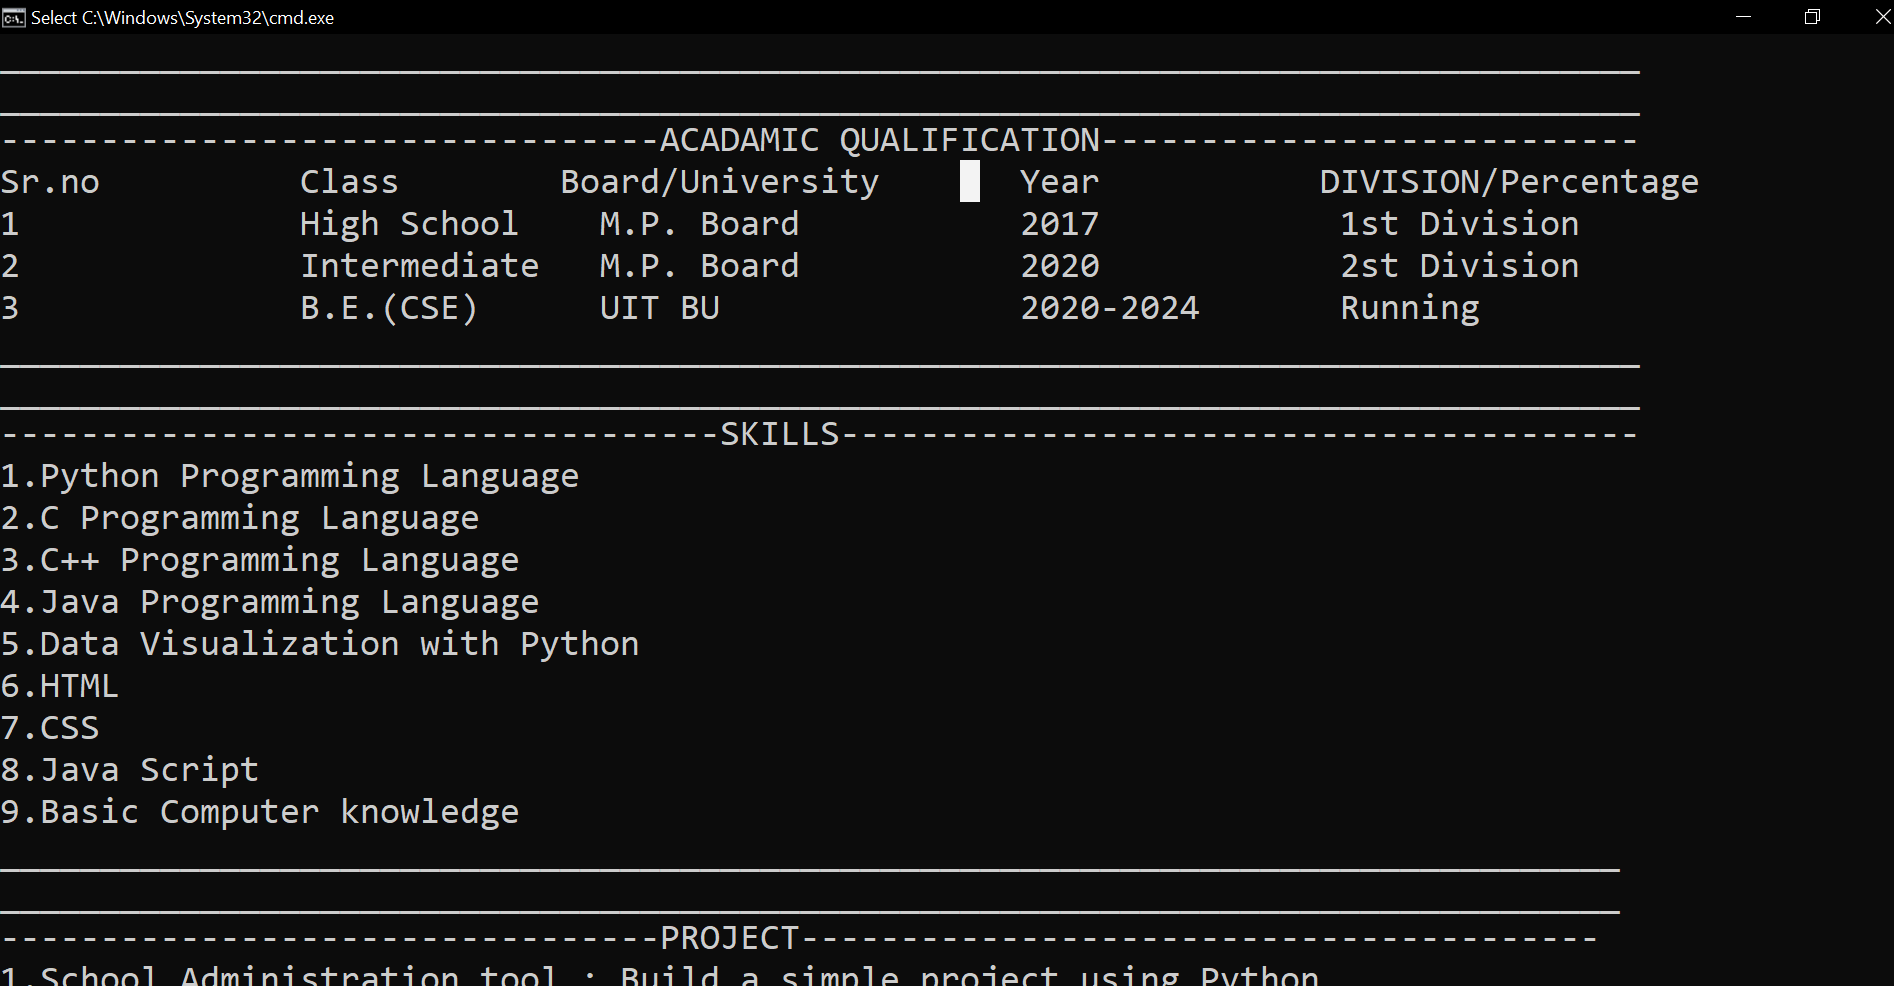 Select C:\Windows\System32\cmd.exe
---------------------------------ACADAMIC QUALIFICATION---------------------------
Sr.no          Class        Board/University       Year           DIVISION/Percentage
1              High School    M.P. Board           2017            1st Division
2              Intermediate   M.P. Board           2020            2st Division
3              B.E.(CSE)      UIT BU               2020-2024       Running
------------------------------------SKILLS----------------------------------------
1.Python Programming Language
2.C Programming Language
3.C++ Programming Language
4.Java Programming Language
5.Data Visualization with Python
6.HTML
7.CSS
8.Java Script
9.Basic Computer knowledge
---------------------------------PROJECT----------------------------------------
1.School Administration tool : Build a simple project using Python